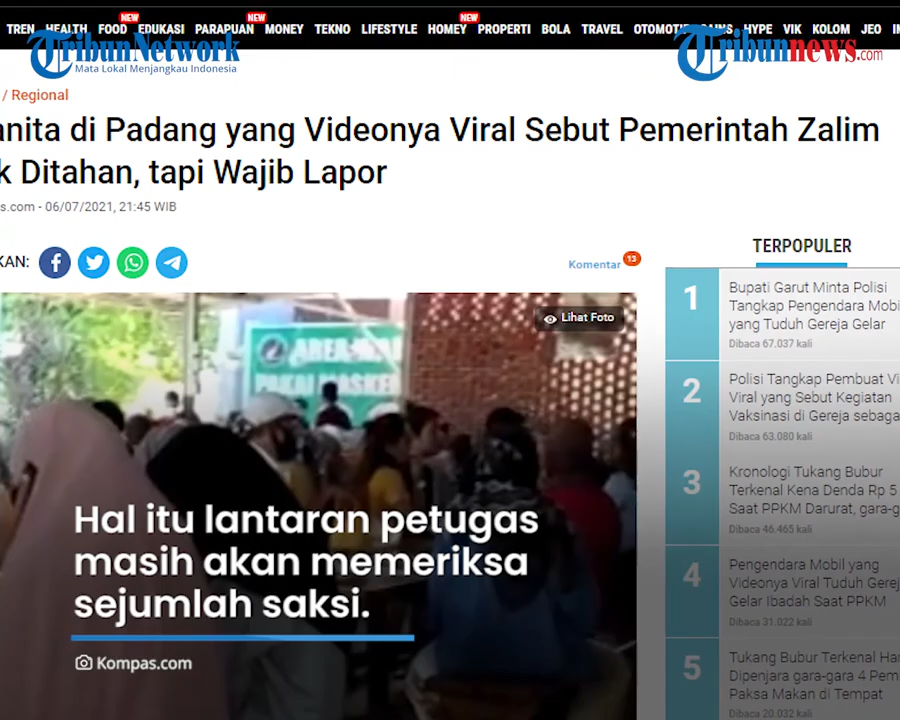 TREN HEALTH FOOD NEW EDUKASI PARAPUAN NEW MONEY TEKNO LIFESTYLE HOMEY NEW PROPERTI BOLA TRAVEL HYPE VIK KOLOM JEO
TribunNetwork
Mata Lokal Menjangkau Indonesia
Tribunnews.com
/ Regional
anita di Padang yang Videonya Viral Sebut Pemerintah Zalim
k Ditahan, tapi Wajib Lapor
s.com - 06/07/2021, 21:45 WIB
KAN:
Komentar 13
Lihat Foto
PAKAI MASKER
Hal itu lantaran petugas
masih akan memeriksa
sejumlah saksi.
Kompas.com
TERPOPULER
1
Bupati Garut Minta Polisi
Tangkap Pengendara Mobi
yang Tuduh Gereja Gelar
Dibaca 67.037 kali
2
Polisi Tangkap Pembuat Vi
Viral yang Sebut Kegiatan
Vaksinasi di Gereja sebaga
Dibaca 63.080 kali
3
Kronologi Tukang Bubur
Terkenal Kena Denda Rp 5
Saat PPKM Darurat, gara-g
Dibaca 46.465 kali
4
Pengendara Mobil yang
Videonya Viral Tuduh Gerej
Gelar Ibadah Saat PPKM
Dibaca 31.022 kali
5
Tukang Bubur Terkenal Ha
Dipenjara gara-gara 4 Pem
Paksa Makan di Tempat
Dibaca 20.032 kali